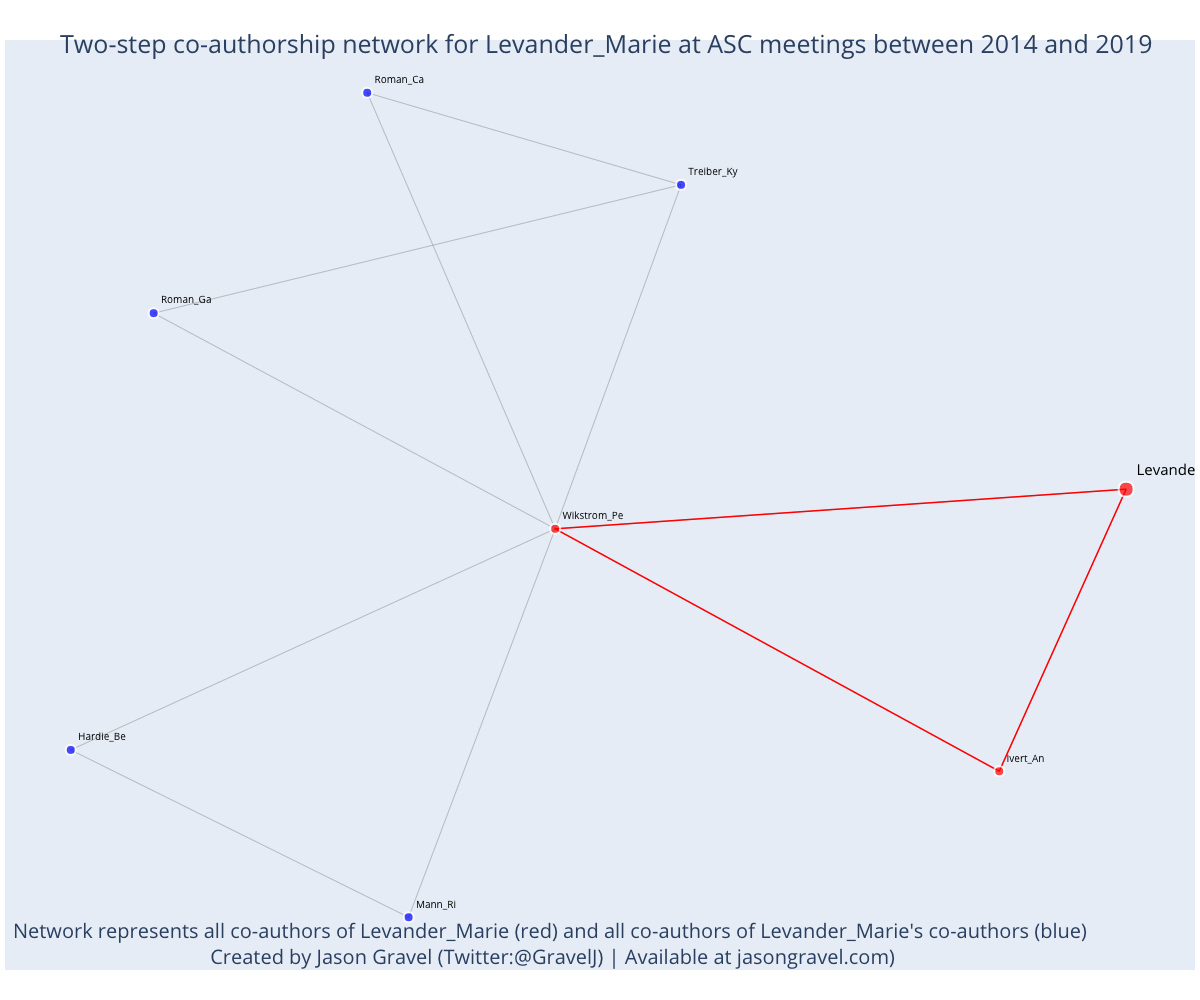 Two-step co-authorship network for Levander_Marie at ASC meetings between 2014 and 2019
Roman_Ca
Treiber_Ky
Roman_Ga
Levande
Wikstrom_Pe
Hardie_Be
Ivert_An
Mann_Ri
Network represents all co-authors of Levander_Marie (red) and all co-authors of Levander_Marie's co-authors (blue)
Created by Jason Gravel (Twitter:@GravelJ) | Available at jasongravel.com)